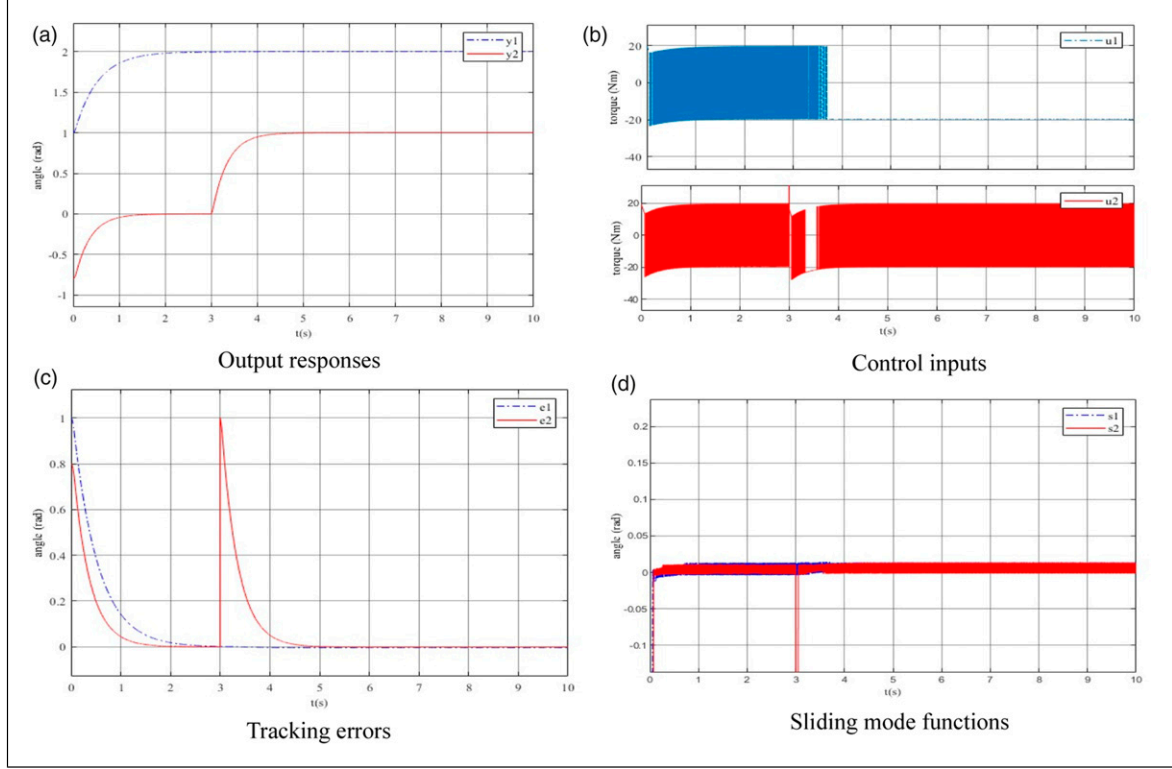 (a)
y1
y2
2
1
0
-0.5
-1
angle (rad)
0 1 2 3 4 5 6 7 8 9 10
t(s)
Output responses
(b)
u1
20
0
-20
-40
torque (Nm)
u2
20
0
-20
-40
torque (Nm)
0 1 2 3 4 5 6 7 8 9 10
t(s)
Control inputs
(c)
e1
e2
1
0.8
0.6
0.4
0.2
0
angle (rad)
0 1 2 3 4 5 6 7 8 9 10
t(s)
Tracking errors
(d)
s1
s2
0.2
0.15
0.1
0.05
0
-0.05
-0.1
angle (rad)
0 1 2 3 4 5 6 7 8 9 10
t(s)
Sliding mode functions